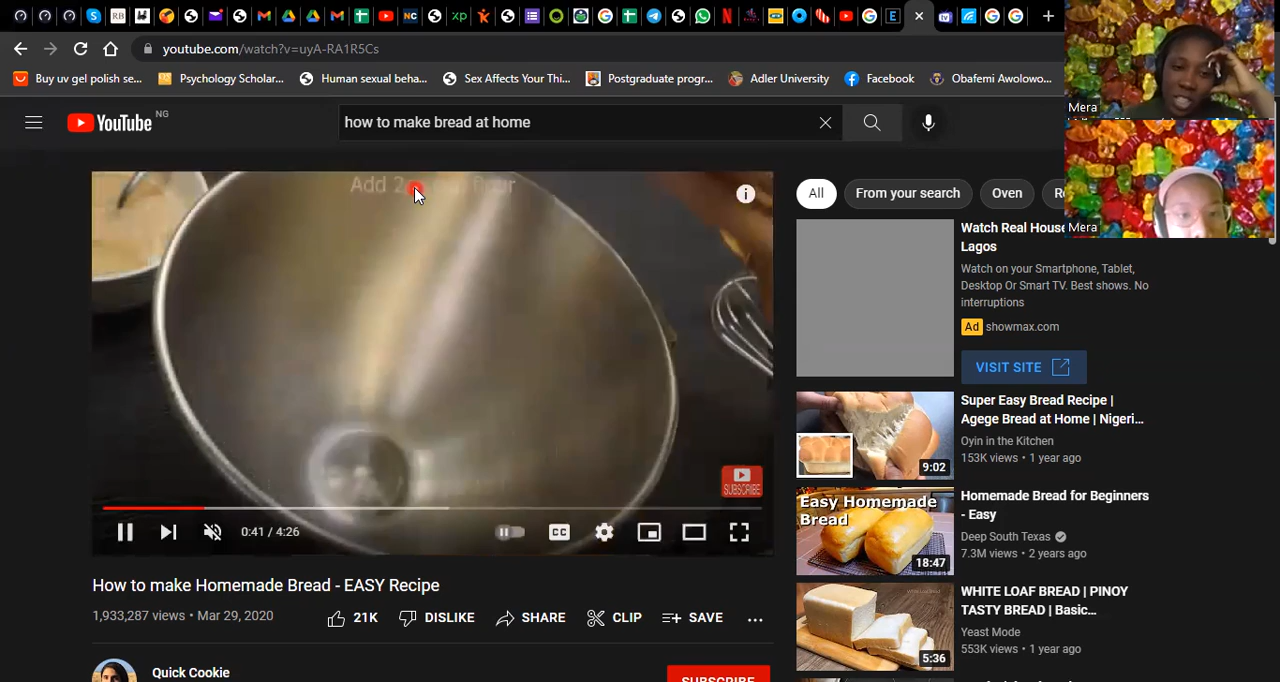 RB
NC
xp
N
E
youtube.com/watch?v=uyA-RA1R5Cs
Buy uv gel polish se...
Psychology Scholar...
Human sexual beha...
Sex Affects Your Thi...
Postgraduate progr...
Adler University
Facebook
Obafemi Awolowo...
Mera
YouTube NG
how to make bread at home
Add 2
flour
i
SUBSCRIBE
0:41 / 4:26
CC
How to make Homemade Bread - EASY Recipe
1,933,287 views • Mar 29, 2020
21K
DISLIKE
SHARE
CLIP
SAVE
Quick Cookie
SUBSCRIBE
All
From your search
Oven
Mera
Watch Real House
Lagos
Watch on your Smartphone, Tablet,
Desktop Or Smart TV. Best shows. No
interruptions
Ad showmax.com
VISIT SITE
Super Easy Bread Recipe |
Agege Bread at Home | Nigeri...
Oyin in the Kitchen
153K views • 1 year ago
9:02
Easy Homemade
Bread
18:47
Homemade Bread for Beginners
- Easy
Deep South Texas
7.3M views • 2 years ago
5:36
WHITE LOAF BREAD | PINOY
TASTY BREAD | Basic...
Yeast Mode
553K views • 1 year ago